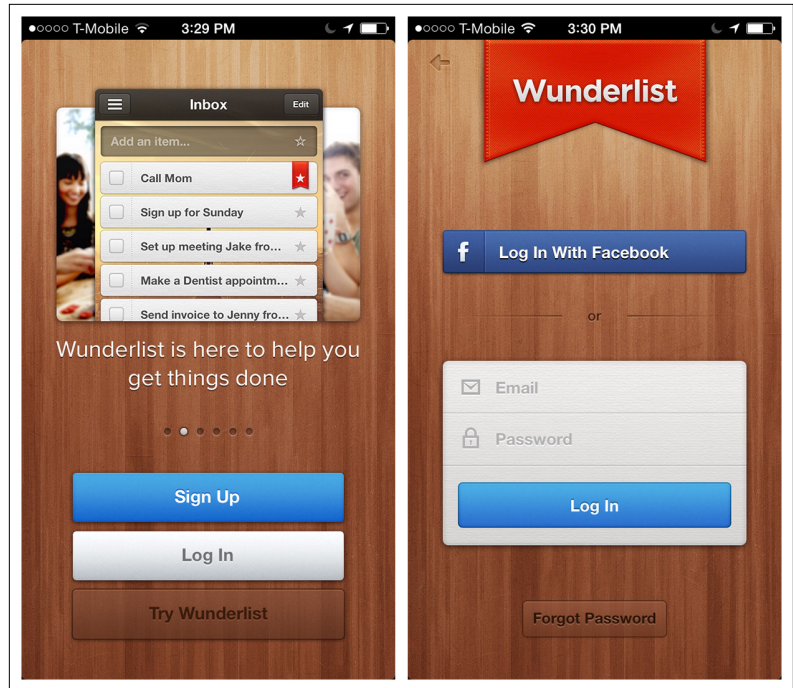 T-Mobile 3:29 PM
Inbox Edit
Add an item...
Call Mom
Sign up for Sunday
Set up meeting Jake fro...
Make a Dentist appointm...
Send invoice to Jenny fro...
Wunderlist is here to help you
get things done
Sign Up
Log In
Try Wunderlist
T-Mobile 3:30 PM
Wunderlist
f Log In With Facebook
or
Email
Password
Log In
Forgot Password